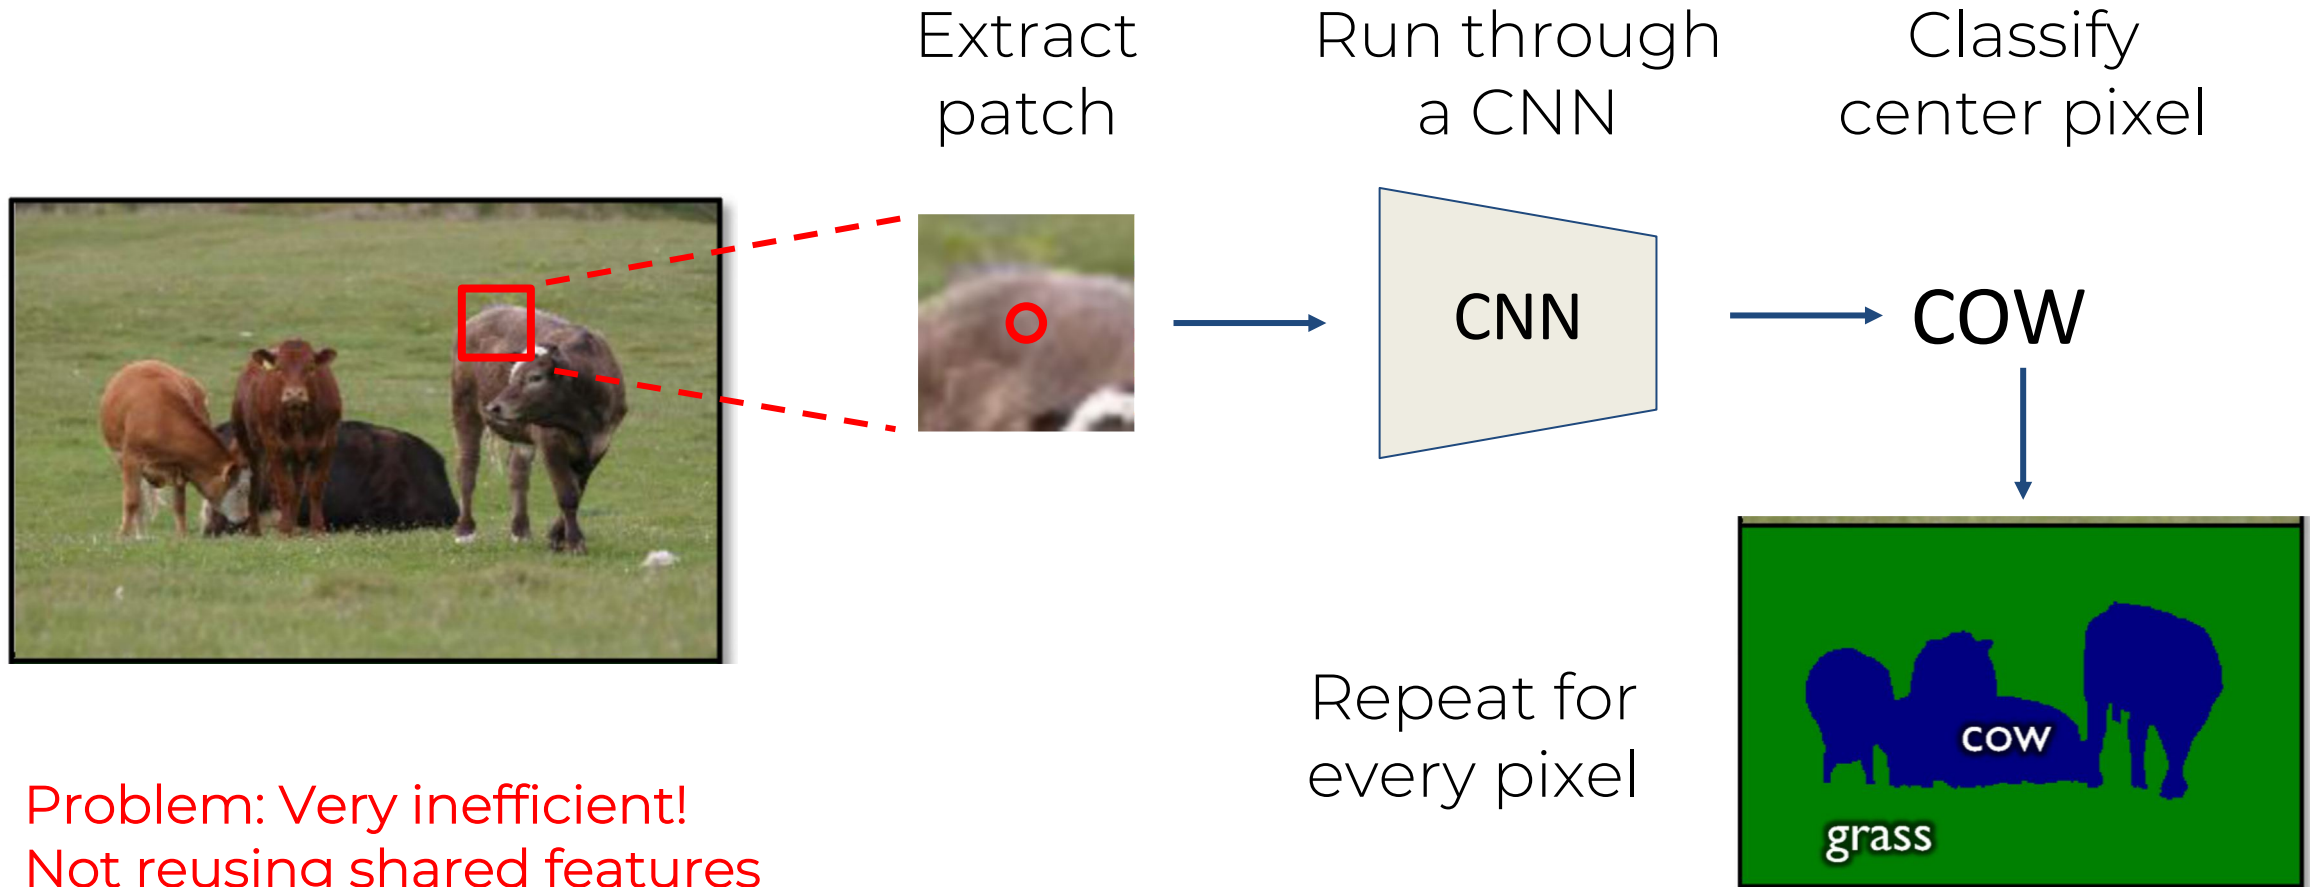 Extract
patch
Run through
a CNN
Classify
center pixel
CNN
COW
Repeat for
every pixel
cow
grass
Problem: Very inefficient!
Not reusing shared features